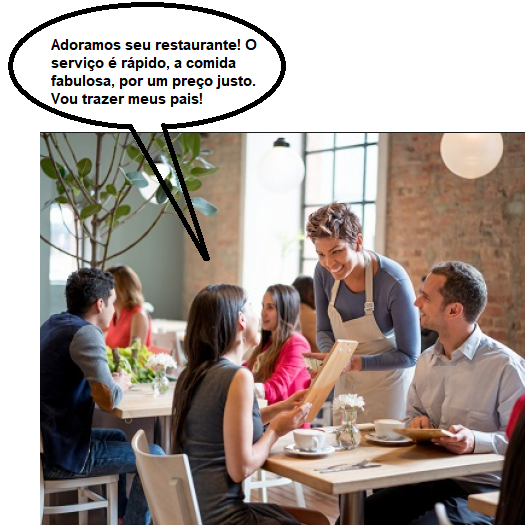 Adoramos seu restaurante! O
serviço é rápido, a comida
fabulosa, por um preço justo.
Vou trazer meus pais!